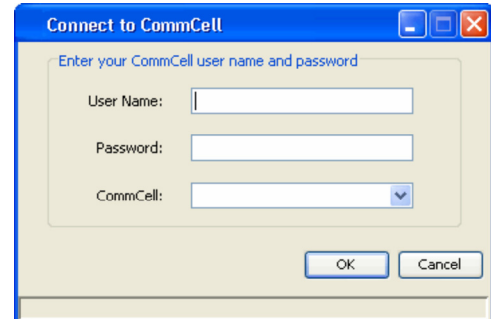 Connect to CommCell
Enter your CommCell user name and password
User Name:
Password:
CommCell:
OK Cancel